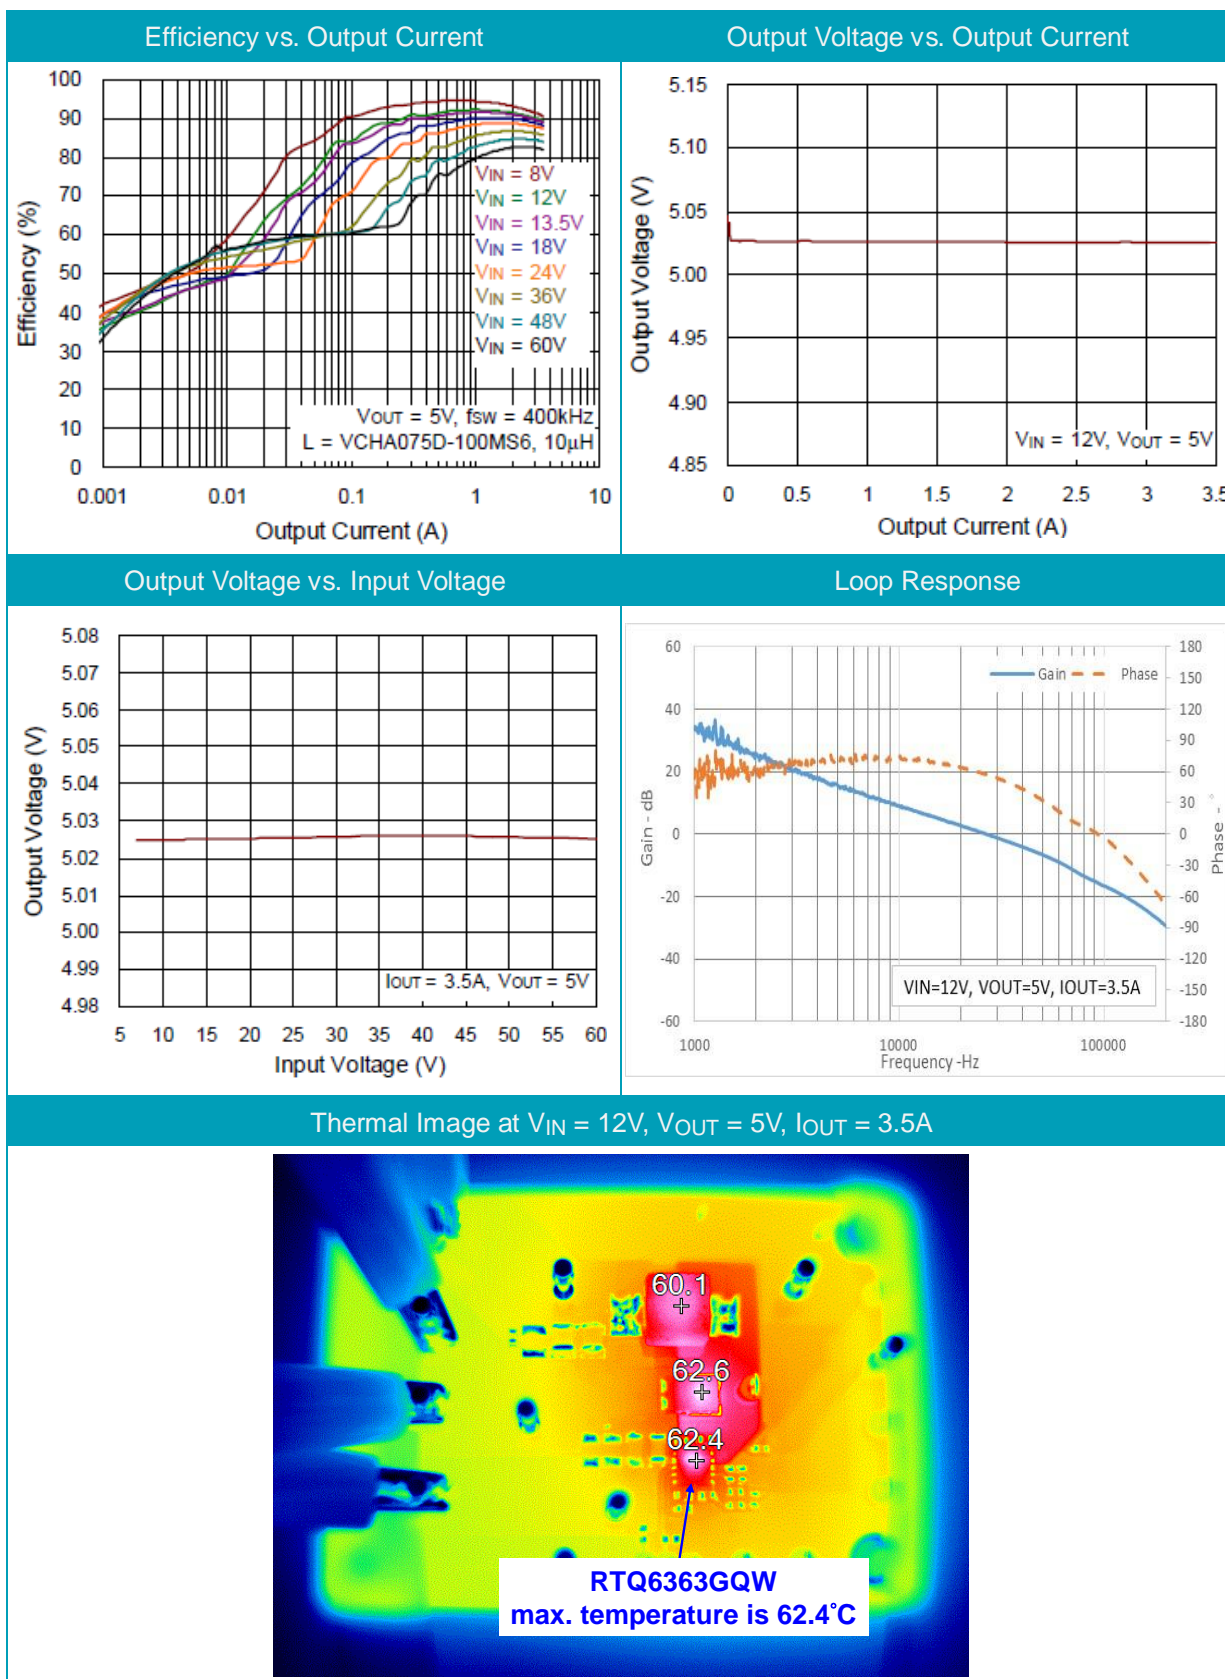 Efficiency vs. Output Current
100
90
80
70
60
50
40
30
20
10
0
Efficiency (%)
VIN = 8V
VIN = 12V
VIN = 13.5V
VIN = 18V
VIN = 24V
VIN = 36V
VIN = 48V
VIN = 60V
VOUT = 5V, fSW = 400kHz
L = VCHA075D-100MS6, 10μH
0.001 0.01 0.1 1 10
Output Current (A)
Output Voltage vs. Output Current
5.15
5.10
5.05
5.00
4.95
4.90
4.85
Output Voltage (V)
VIN = 12V, VOUT = 5V
0 0.5 1 1.5 2 2.5 3 3.5
Output Current (A)
Output Voltage vs. Input Voltage
5.08
5.07
5.06
5.05
5.04
5.03
5.02
5.01
5.00
4.99
4.98
Output Voltage (V)
IOUT = 3.5A, VOUT = 5V
5 10 15 20 25 30 35 40 45 50 55 60
Input Voltage (V)
Loop Response
60
40
20
0
-20
-40
-60
Gain - dB
Gain Phase
180
150
120
90
60
30
0
-30
-60
-90
-120
-150
-180
Phase - °
VIN=12V, VOUT=5V, IOUT=3.5A
1000 10000 100000
Frequency -Hz
Thermal Image at VIN = 12V, VOUT = 5V, IOUT = 3.5A
60.1
62.6
62.4
RTQ6363GQW
max. temperature is 62.4°C